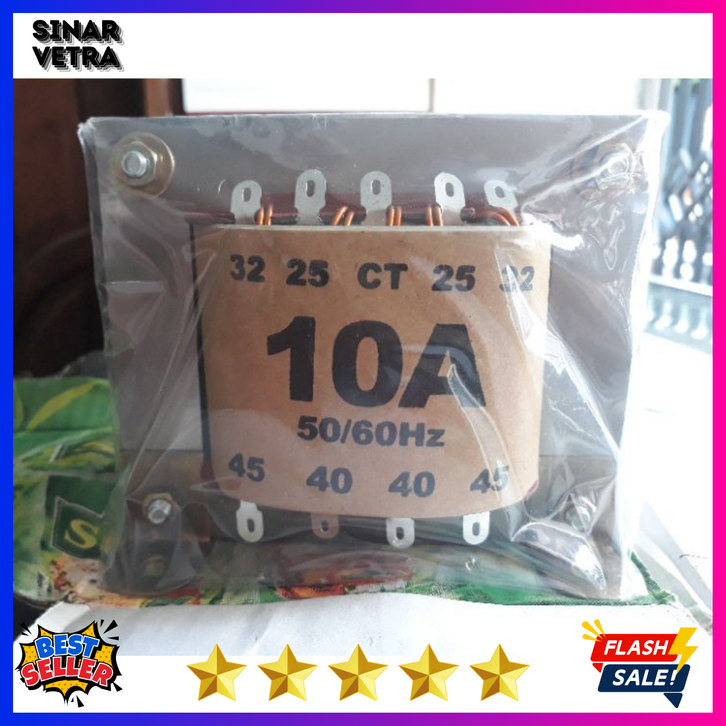 SINAR
VETRA
32 25 CT 25 32
10A
50/60Hz
45 40 40 45
BEST
SELLER
FLASH
SALE!